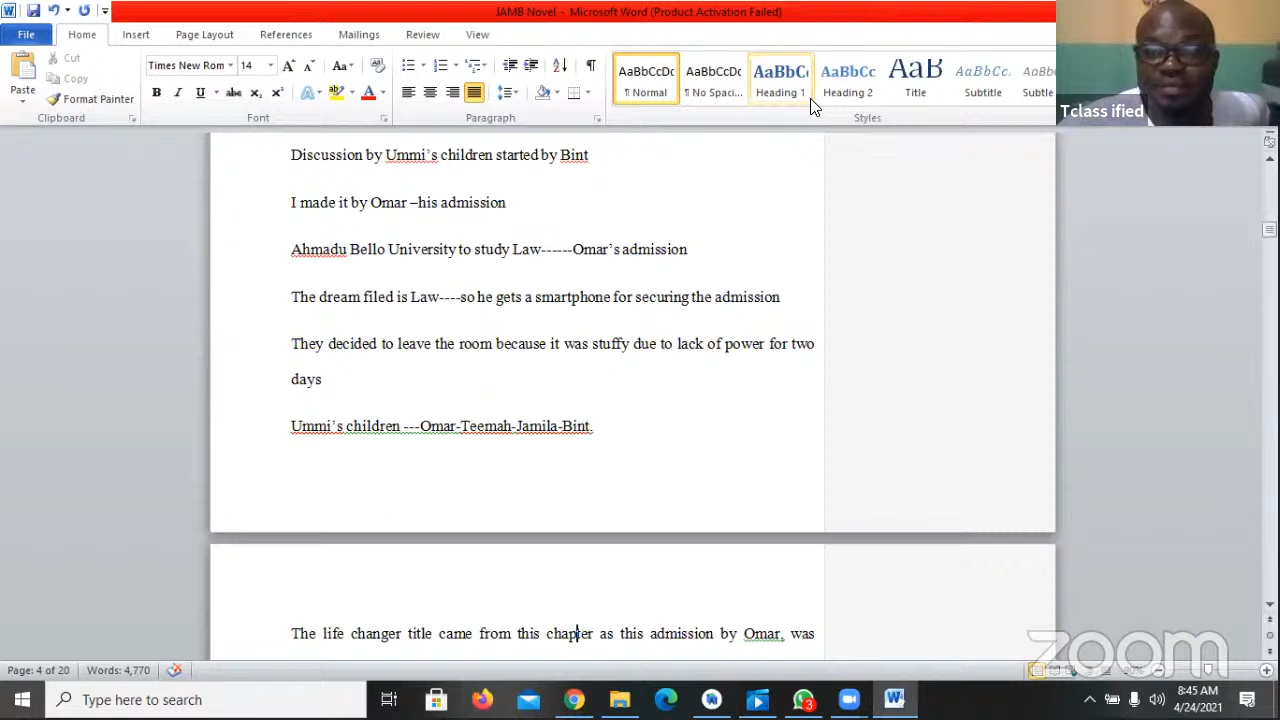 JAMB Novel - Microsoft Word (Product Activation Failed)
File Home Insert Page Layout References Mailings Review View
Cut
Copy
Format Painter
Paste
Clipboard
Times New Rom 14
Font
Paragraph
AaBbCcDc AaBbCcDc AaBbC AaBbCc AaB AaBbCc. AaBb
¶ Normal ¶ No Spaci... Heading 1 Heading 2 Title Subtitle Subtle
Styles
Tclass ified
Discussion by Ummi's children started by Bint
I made it by Omar –his admission
Ahmadu Bello University to study Law------Omar's admission
The dream filed is Law----so he gets a smartphone for securing the admission
They decided to leave the room because it was stuffy due to lack of power for two
days
Ummi's children ---Omar-Teemah-Jamila-Bint.
The life changer title came from this chapter as this admission by Omar, was
zoom
Page: 4 of 20 Words: 4,770
Type here to search
3
8:45 AM
4/24/2021